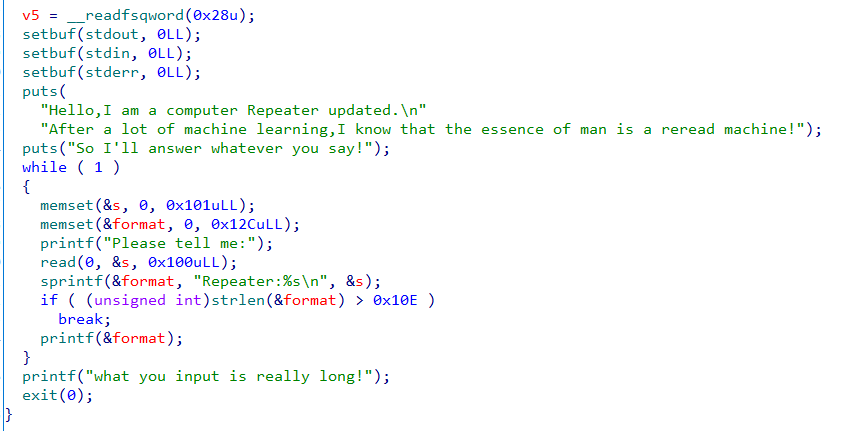 v5 = __readfsqword(0x28u);
setbuf(stdout, 0LL);
setbuf(stdin, 0LL);
setbuf(stderr, 0LL);
puts(
"Hello,I am a computer Repeater updated.\n"
"After a lot of machine learning,I know that the essence of man is a reread machine!");
puts("So I'll answer whatever you say!");
while ( 1 )
{
memset(&s, 0, 0x101uLL);
memset(&format, 0, 0x12CuLL);
printf("Please tell me:");
read(0, &s, 0x100uLL);
sprintf(&format, "Repeater:%s\n", &s);
if ( (unsigned int)strlen(&format) > 0x10E )
break;
printf(&format);
}
printf("what you input is really long!");
exit(0);
}